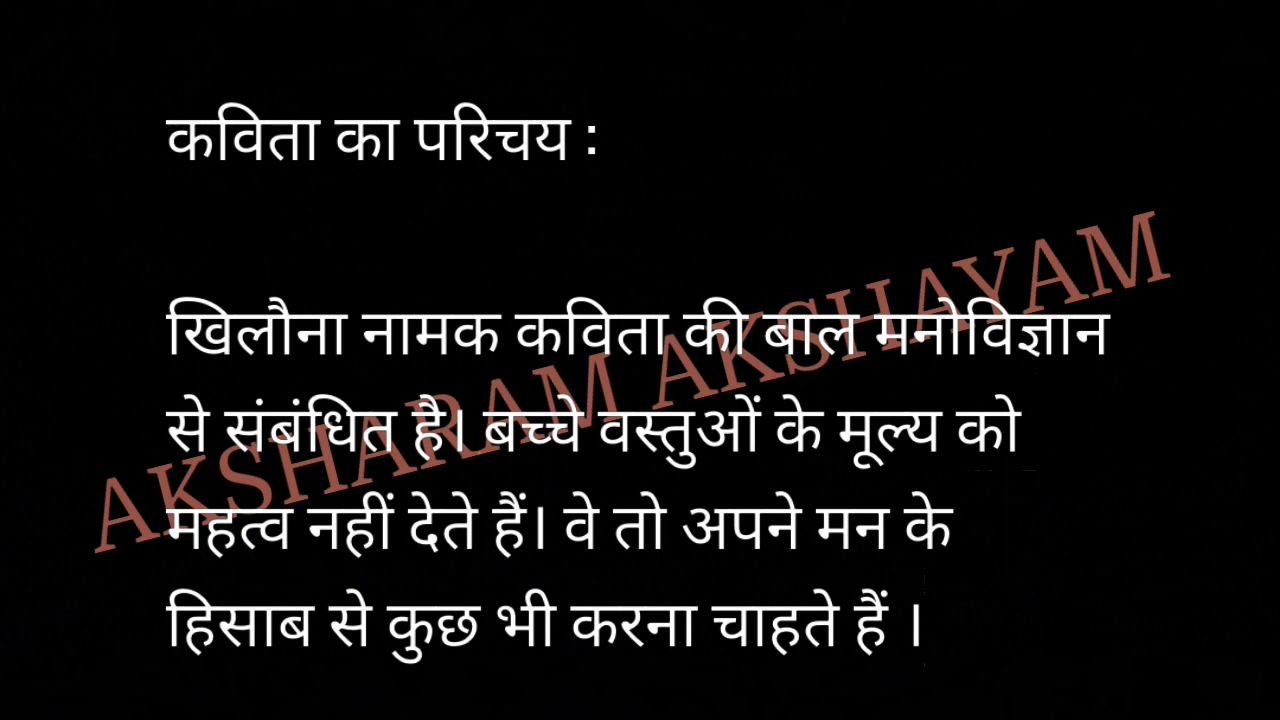 कविता का परिचय :
खिलौना नामक कविता की बाल मनोविज्ञान
से संबंधित है। बच्चे वस्तुओं के मूल्य को
महत्व नहीं देते हैं। वे तो अपने मन के
हिसाब से कुछ भी करना चाहते हैं ।
AKSHARAM AKSHAYAM